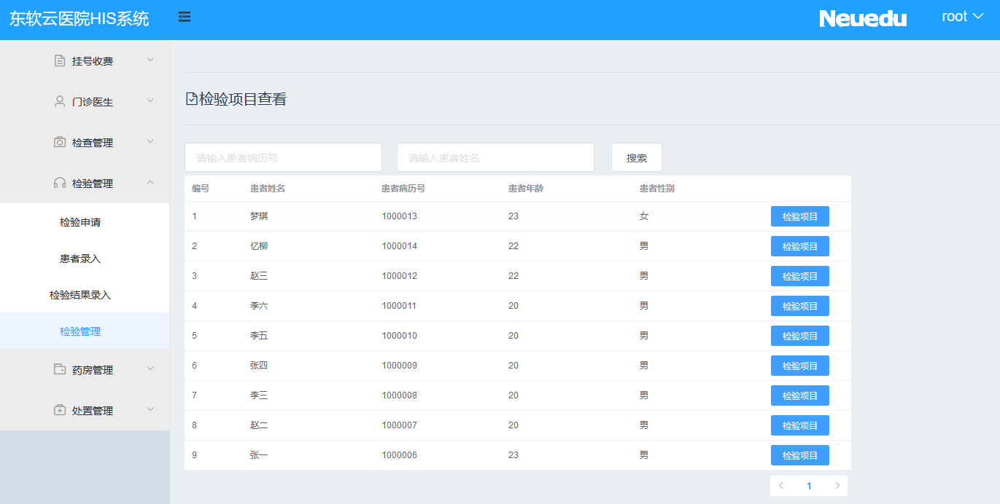 东软云医院HIS系统
Neuedu
root
挂号收费
门诊医生
检查管理
检验管理
检验申请
患者录入
检验结果录入
检验管理
药房管理
处置管理
检验项目查看
请输入患者病历号 请输入患者姓名 搜索
编号 患者姓名 患者病历号 患者年龄 患者性别
1 梦琪 1000013 23 女 检验项目
2 忆柳 1000014 22 男 检验项目
3 赵三 1000012 22 男 检验项目
4 李六 1000011 20 男 检验项目
5 李五 1000010 20 男 检验项目
6 张四 1000009 20 男 检验项目
7 李三 1000008 20 男 检验项目
8 赵二 1000007 20 男 检验项目
9 张一 1000006 23 男 检验项目
1